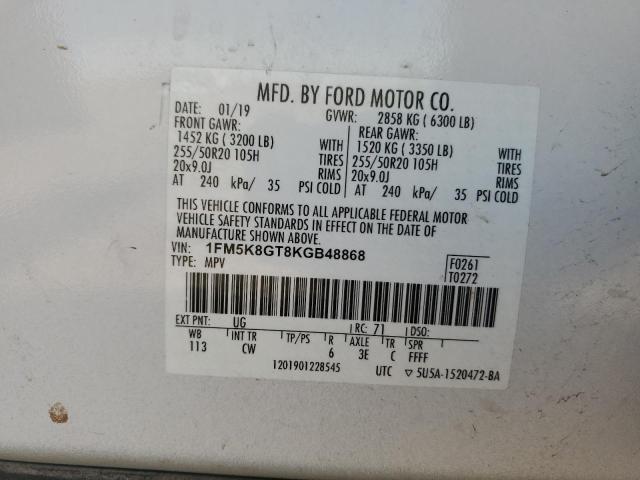 MFD. BY FORD MOTOR CO.
DATE: 01/19 GVWR: 2858 KG ( 6300 LB)
FRONT GAWR: REAR GAWR:
1452 KG ( 3200 LB) WITH 1520 KG ( 3350 LB) WITH
255/50R20 105H TIRES 255/50R20 105H TIRES
20x9.0J RIMS 20x9.0J RIMS
AT 240 kPa/ 35 PSI COLD AT 240 kPa/ 35 PSI COLD
THIS VEHICLE CONFORMS TO ALL APPLICABLE FEDERAL MOTOR
VEHICLE SAFETY STANDARDS IN EFFECT ON THE DATE OF
MANUFACTURE SHOWN ABOVE.
VIN: 1FM5K8GT8KGB48868 F0261
TYPE: MPV T0272
EXT PNT: UG RC: 71 DSO:
WB INT TR TP/PS R AXLE TR SPR
113 CW 6 3E C FFFF
1201901228545 UTC ▽ 5U5A-1520472-BA